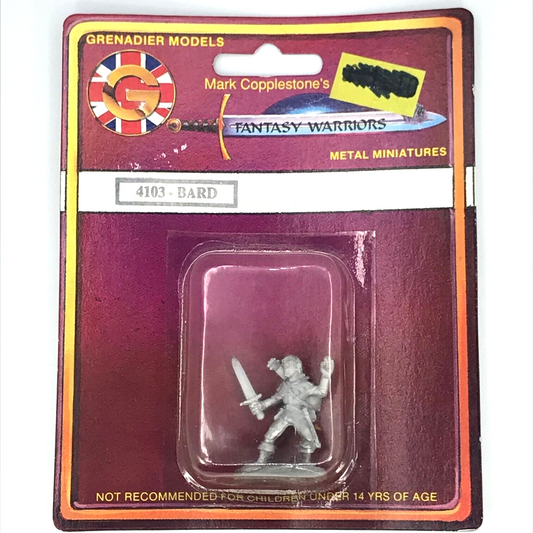 GRENADIER MODELS
G
Mark Copplestone's
FANTASY WARRIORS
METAL MINIATURES
4103 - BARD
NOT RECOMMENDED FOR CHILDREN UNDER 14 YRS OF AGE